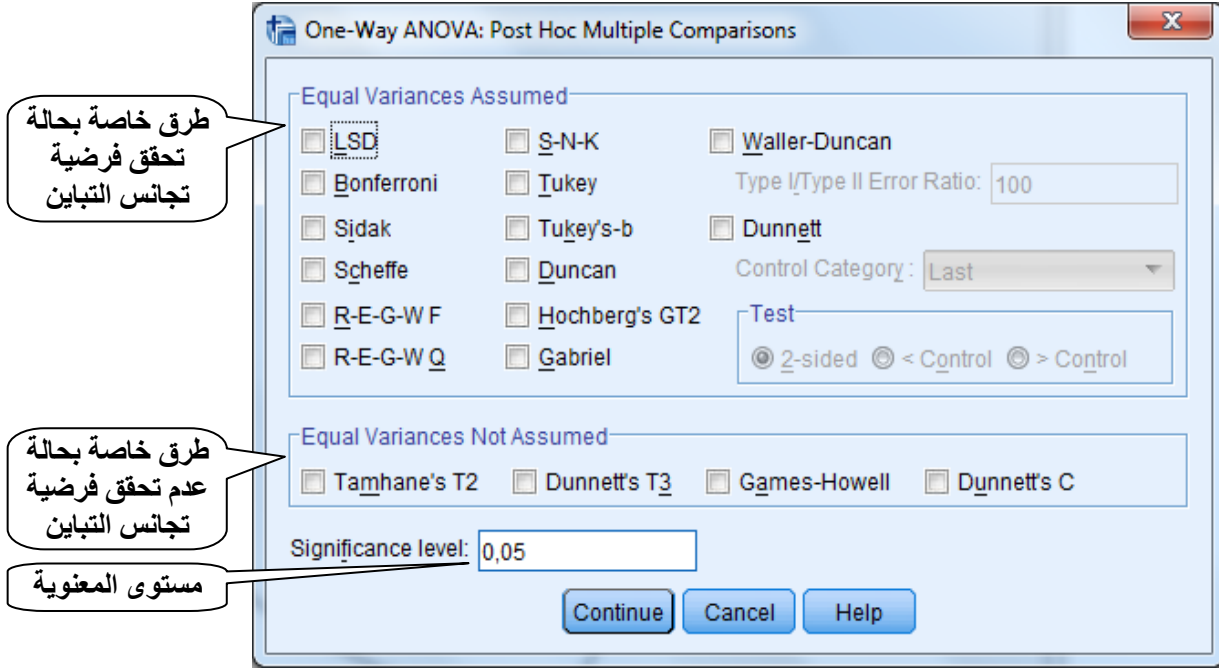 One-Way ANOVA: Post Hoc Multiple Comparisons
طرق خاصة بحالة
تحقق فرضية
تجانس التباين
Equal Variances Assumed
LSD S-N-K Waller-Duncan
Bonferroni Tukey Type I/Type II Error Ratio: 100
Sidak Tukey's-b Dunnett
Scheffe Duncan Control Category : Last
R-E-G-W F Hochberg's GT2 Test
R-E-G-W Q Gabriel 2-sided < Control > Control
طرق خاصة بحالة
عدم تحقق فرضية
تجانس التباين
Equal Variances Not Assumed
Tamhane's T2 Dunnett's T3 Games-Howell Dunnett's C
Significance level: 0,05
مستوى المعنوية
Continue Cancel Help